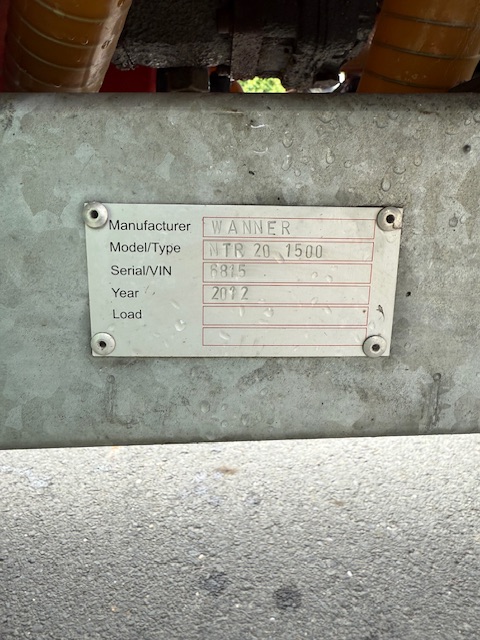 Manufacturer WANNER
Model/Type NTR 20 1500
Serial/VIN 6815
Year 2012
Load